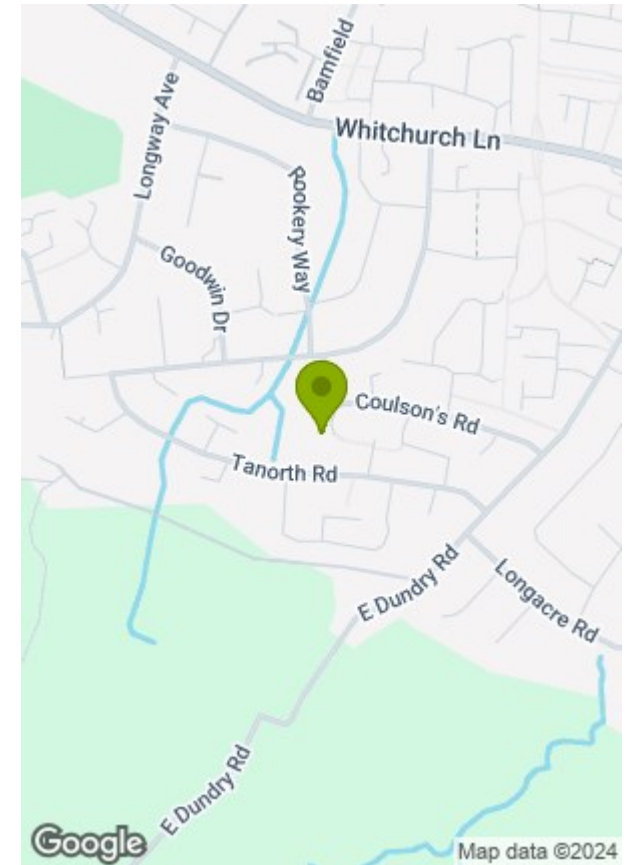 Bamfield
Longway Ave
Whitchurch Ln
Rookery Way
Goodwin Dr
Coulson's Rd
Tanorth Rd
E Dundry Rd
Longacre Rd
E Dundry Rd
Google
Map data ©2024